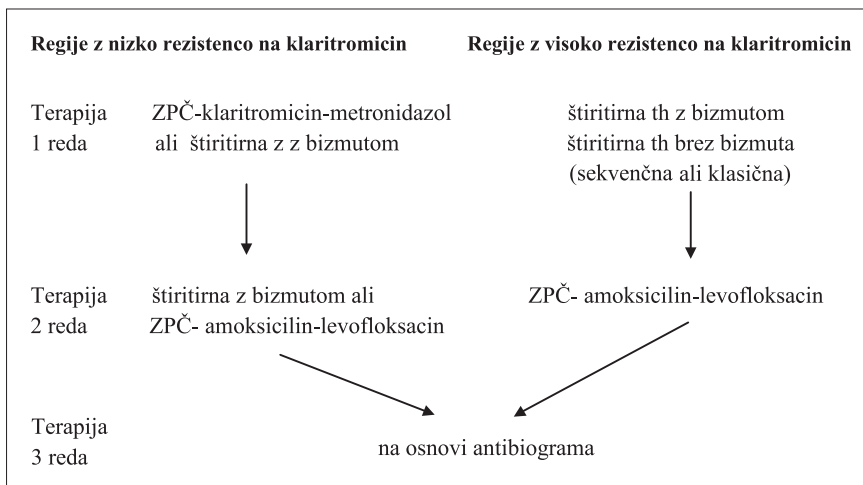 Regije z nizko rezistenco na klaritromicin
Regije z visoko rezistenco na klaritromicin
Terapija
1 reda
ZPČ-klaritromicin-metronidazol
ali štiritirna z z bizmutom
štiritirna th z bizmutom
štiritirna th brez bizmuta
(sekvenčna ali klasična)
Terapija
2 reda
štiritirna z bizmutom ali
ZPČ- amoksicilin-levofloksacin
ZPČ- amoksicilin-levofloksacin
Terapija
3 reda
na osnovi antibiograma